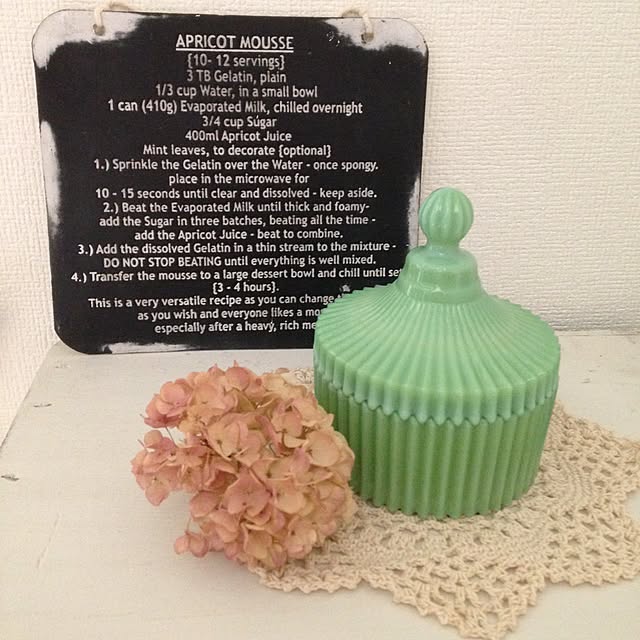 APRICOT MOUSSE
{10- 12 servings}
3 TB Gelatin, plain
1/3 cup Water, in a small bowl
1 can (410g) Evaporated Milk, chilled overnight
3/4 cup Sugar
400ml Apricot Juice
Mint leaves, to decorate {optional}
1.) Sprinkle the Gelatin over the Water - once spongy.
place in the microwave for
10 - 15 seconds until clear and dissolved - keep aside.
2.) Beat the Evaporated Milk until thick and foamy-
add the Sugar in three batches, beating all the time -
add the Apricot Juice - beat to combine.
3.) Add the dissolved Gelatin in a thin stream to the mixture -
DO NOT STOP BEATING until everything is well mixed.
4.) Transfer the mousse to a large dessert bowl and chill until set
{3 - 4 hours}.
This is a very versatile recipe as you can change
as you wish and everyone likes a
especially after a heavy, rich